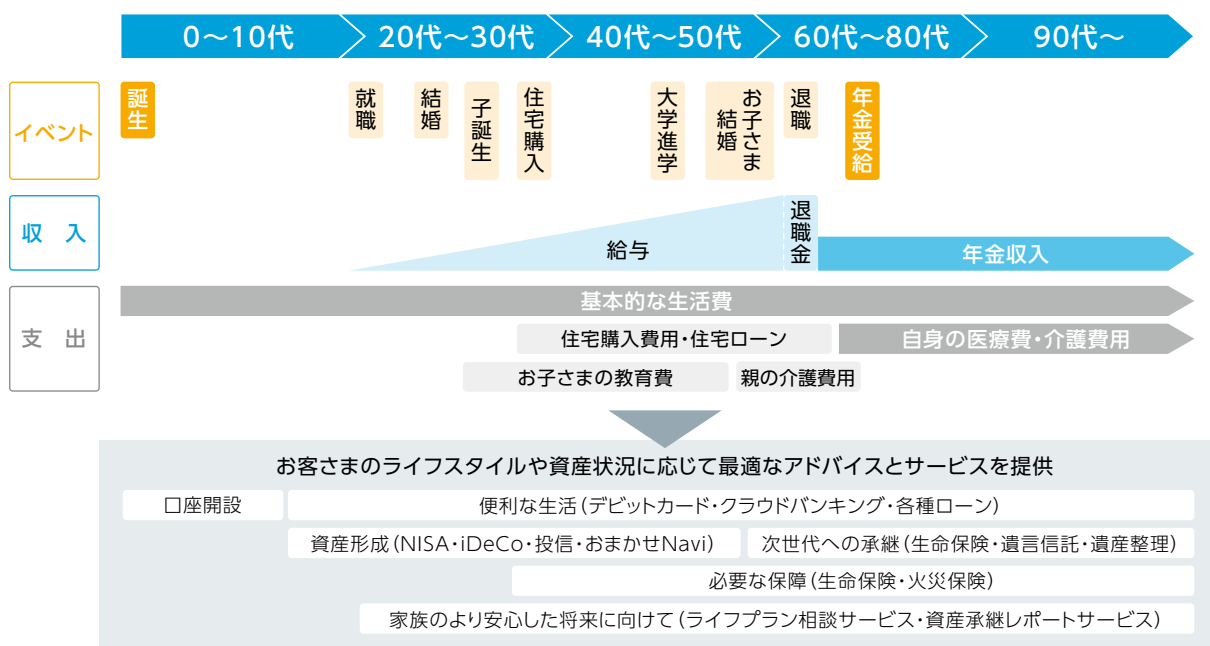 0～10代
20代～30代
40代～50代
60代～80代
90代～
イベント
誕生
就職
結婚
子誕生
住宅購入
大学進学
お子さま
結婚
退職
年金受給
収 入
給与
退職金
年金収入
支 出
基本的な生活費
住宅購入費用・住宅ローン
自身の医療費・介護費用
お子さまの教育費
親の介護費用
お客さまのライフスタイルや資産状況に応じて最適なアドバイスとサービスを提供
口座開設
便利な生活（デビットカード・クラウドバンキング・各種ローン）
資産形成（NISA・iDeCo・投信・おまかせNavi）
次世代への承継（生命保険・遺言信託・遺産整理）
必要な保障（生命保険・火災保険）
家族のより安心した将来に向けて（ライフプラン相談サービス・資産承継レポートサービス）